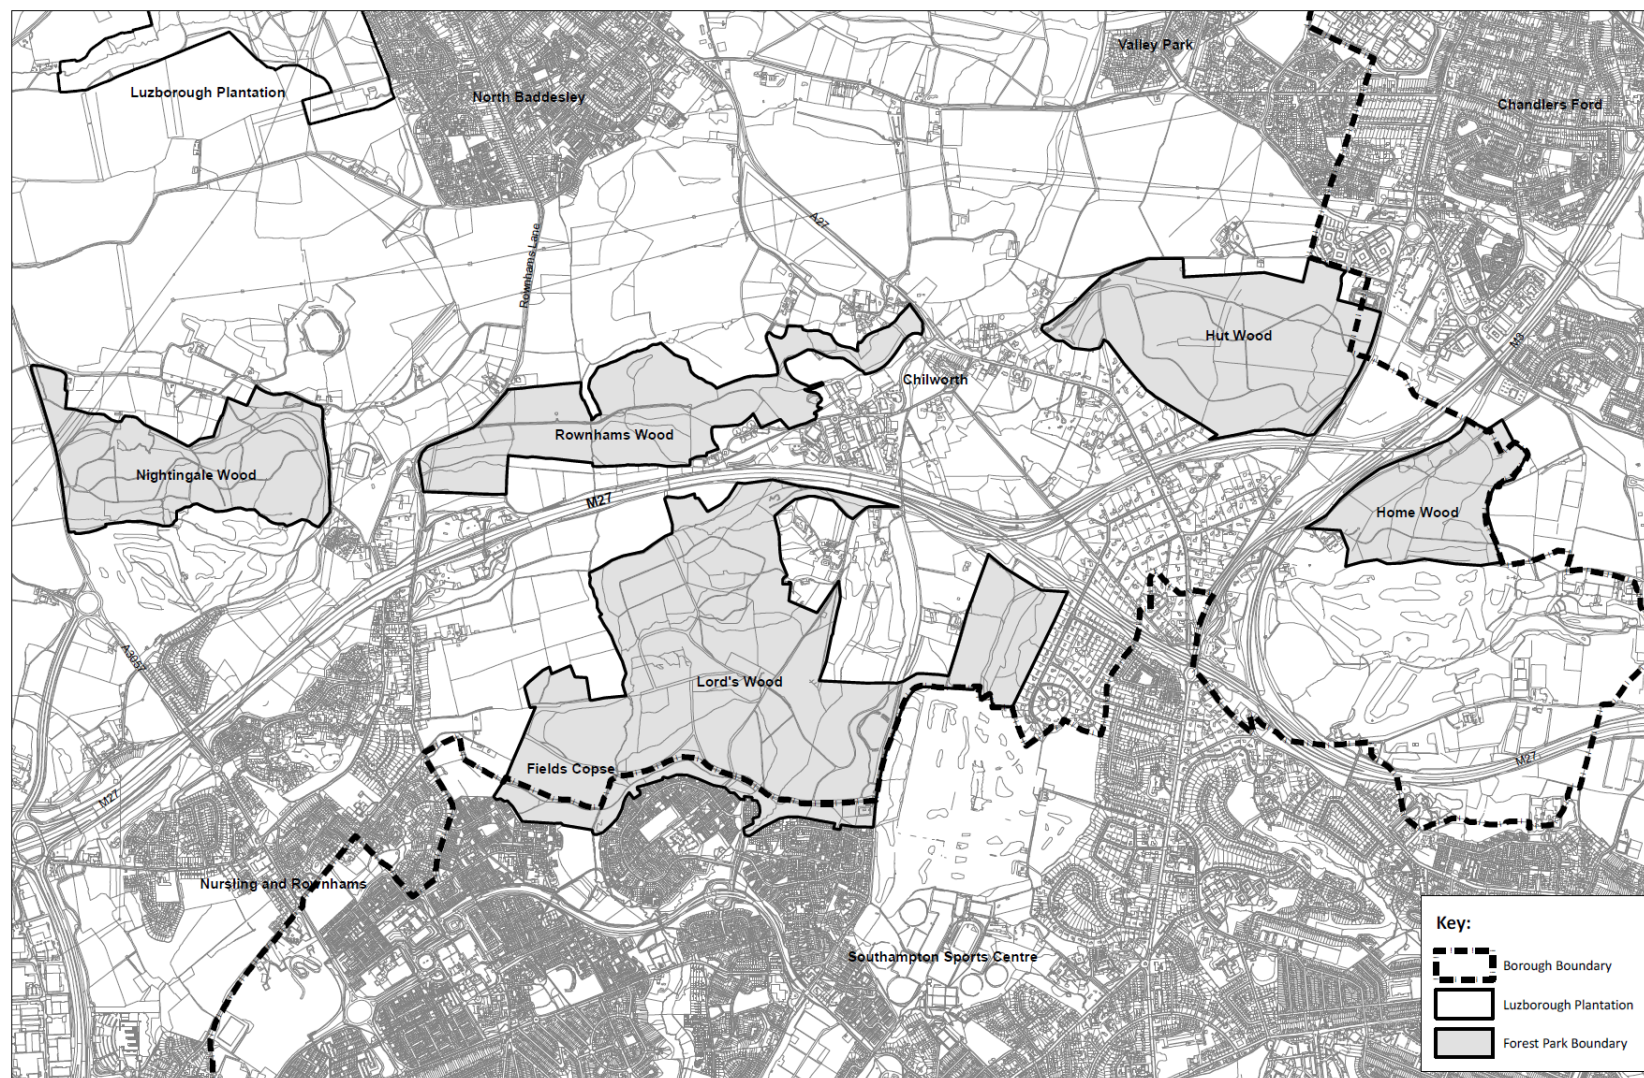 Valley Park
Luzborough Plantation
North Baddesley
Chandlers Ford
A27
Rownhams Lane
Hut Wood
M3
Chilworth
Rownhams Wood
Nightingale Wood
M27
Home Wood
A3057
Lord's Wood
Fields Copse
M27
M27
Nursling and Rownhams
Southampton Sports Centre
Key:
Borough Boundary
Luzborough Plantation
Forest Park Boundary